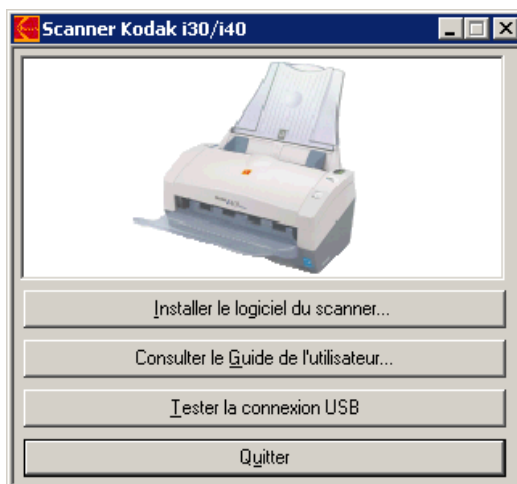 Scanner Kodak i30/i40
Installer le logiciel du scanner...
Consulter le Guide de l'utilisateur...
Tester la connexion USB
Quitter